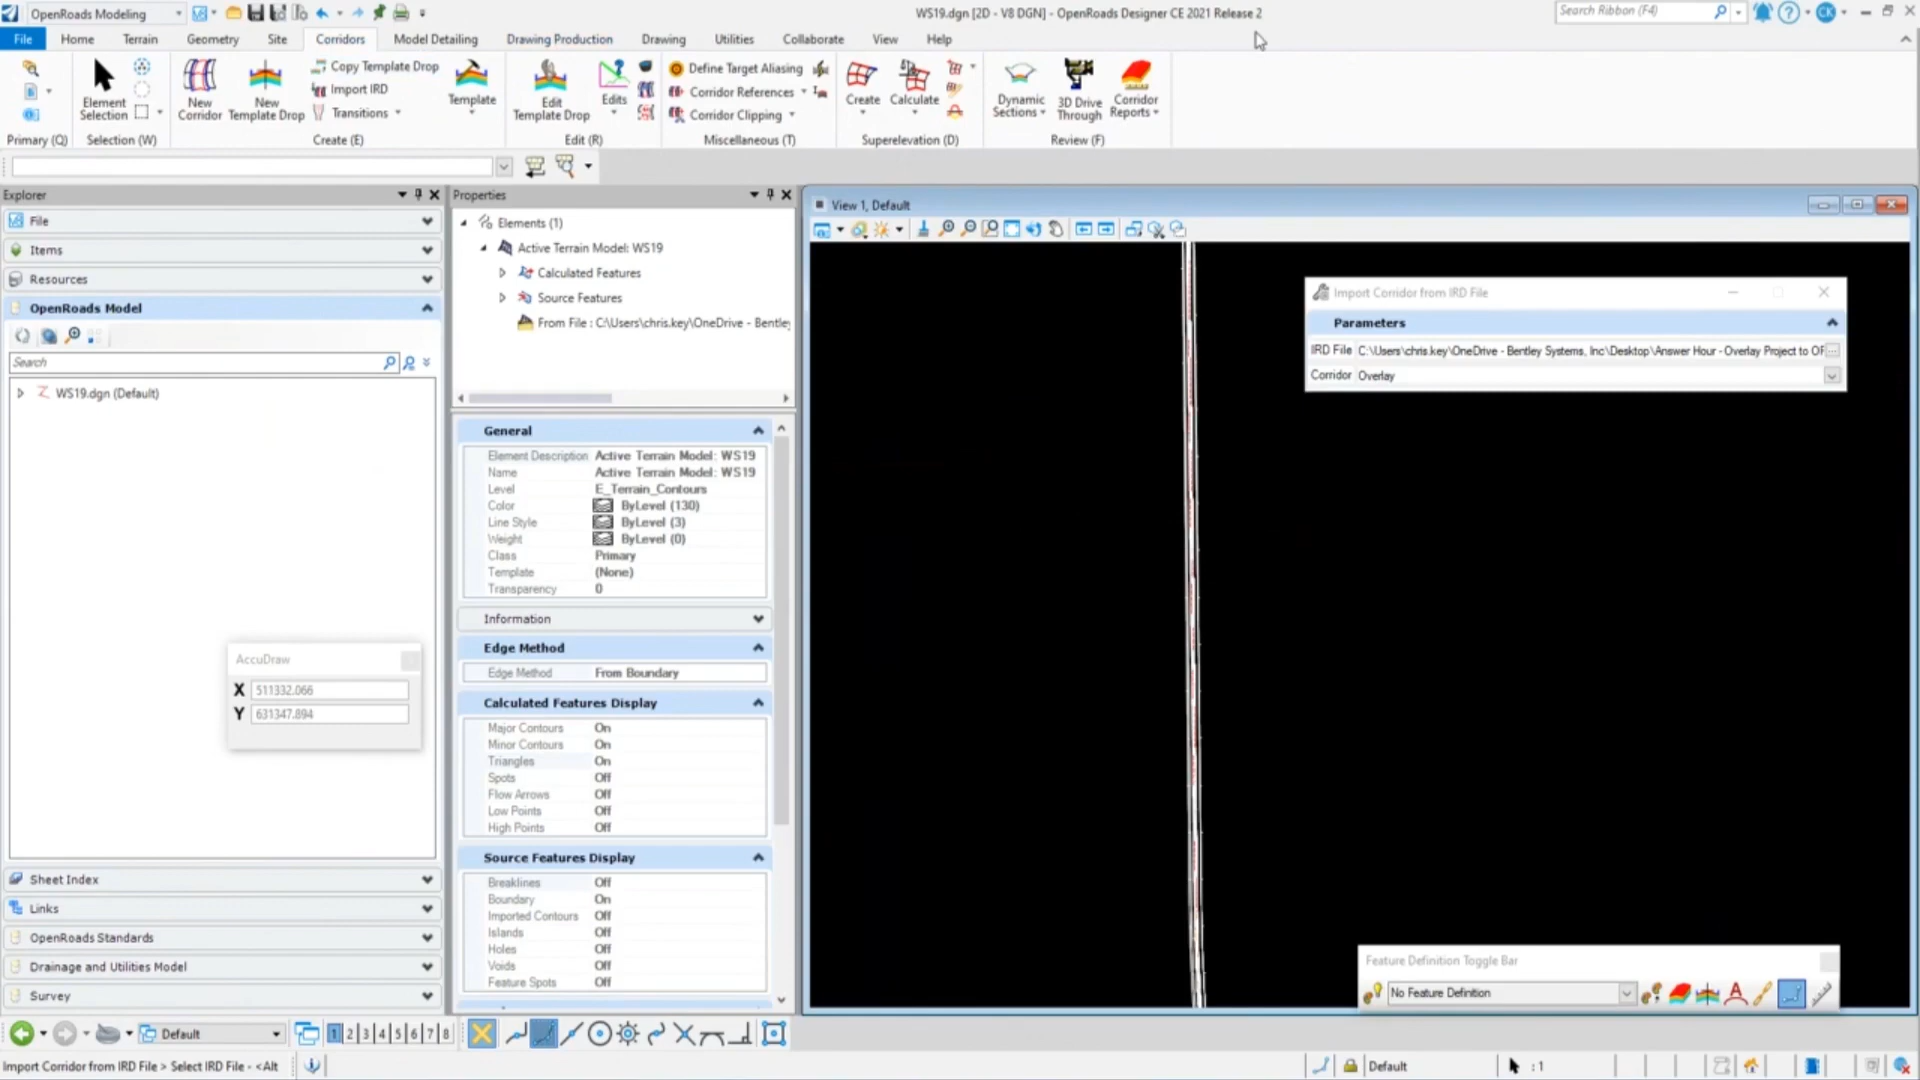 OpenRoads Modeling
WS19.dgn [2D - V8 DGN] - OpenRoads Designer CE 2021 Release 2
Search Ribbon (F4)
CK
File Home Terrain Geometry Site Corridors Model Detailing Drawing Production Drawing Utilities Collaborate View Help
Element Selection
New Corridor
New Template Drop
Copy Template Drop
Import IRD
Transitions
Template
Edit Template Drop
Edits
Define Target Aliasing
Corridor References
Corridor Clipping
Create
Calculate
Dynamic Sections
3D Drive Through
Corridor Reports
Primary (Q) Selection (W) Create (E) Edit (R) Miscellaneous (T) Superelevation (D) Review (F)
Explorer
File
Items
Resources
OpenRoads Model
Search
WS19.dgn (Default)
AccuDraw
X 511332.066
Y 631347.894
Sheet Index
Links
OpenRoads Standards
Drainage and Utilities Model
Survey
Properties
Elements (1)
Active Terrain Model: WS19
Calculated Features
Source Features
From File : C:\Users\chris.key\OneDrive - Bentley
General
Element Description Active Terrain Model: WS19
Name Active Terrain Model: WS19
Level E_Terrain_Contours
Color ByLevel (130)
Line Style ByLevel (3)
Weight ByLevel (0)
Class Primary
Template (None)
Transparency 0
Information
Edge Method
Edge Method From Boundary
Calculated Features Display
Major Contours On
Minor Contours On
Triangles On
Spots Off
Flow Arrows Off
Low Points Off
High Points Off
Source Features Display
Breaklines Off
Boundary On
Imported Contours Off
Islands Off
Holes Off
Voids Off
Feature Spots Off
View 1, Default
Import Corridor from IRD File
Parameters
IRD File C:\Users\chris.key\OneDrive - Bentley Systems, Inc\Desktop\Answer Hour - Overlay Project to OF
Corridor Overlay
Feature Definition Toggle Bar
No Feature Definition
Default
1 2 3 4 5 6 7 8
Import Corridor from IRD File > Select IRD File - <Alt
Default
: 1